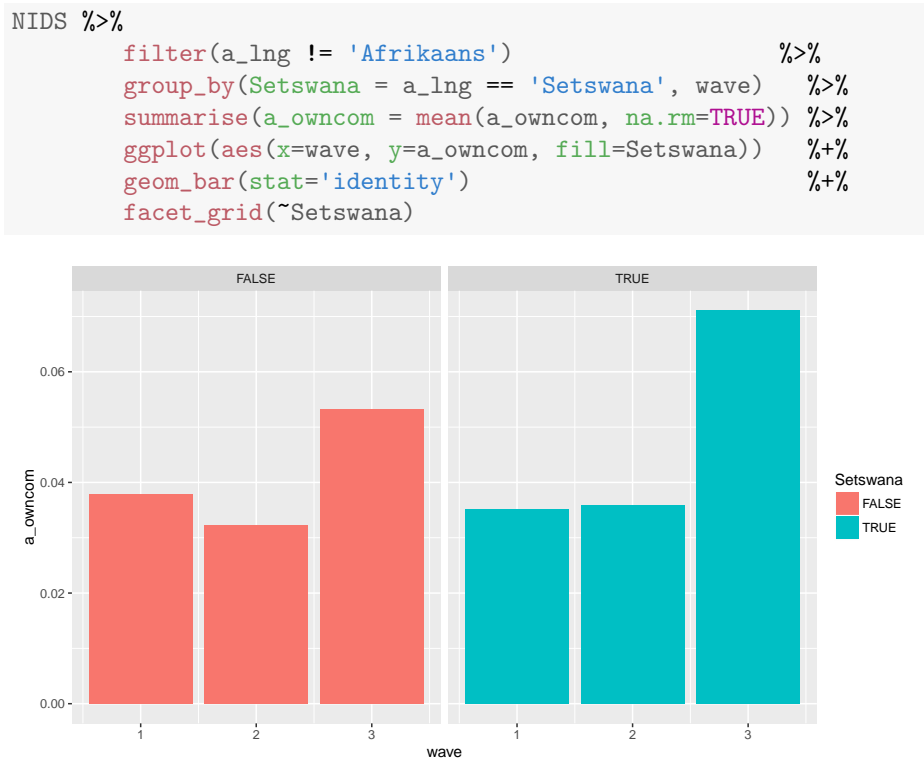 NIDS %>%
filter(a_lng != 'Afrikaans') %>%
group_by(Setswana = a_lng == 'Setswana', wave) %>%
summarise(a_owncom = mean(a_owncom, na.rm=TRUE)) %>%
ggplot(aes(x=wave, y=a_owncom, fill=Setswana)) %+%
geom_bar(stat='identity') %+%
facet_grid(~Setswana)
FALSE
TRUE
0.06
0.04
0.02
0.00
a_owncom
1 2 3
1 2 3
wave
Setswana
FALSE
TRUE